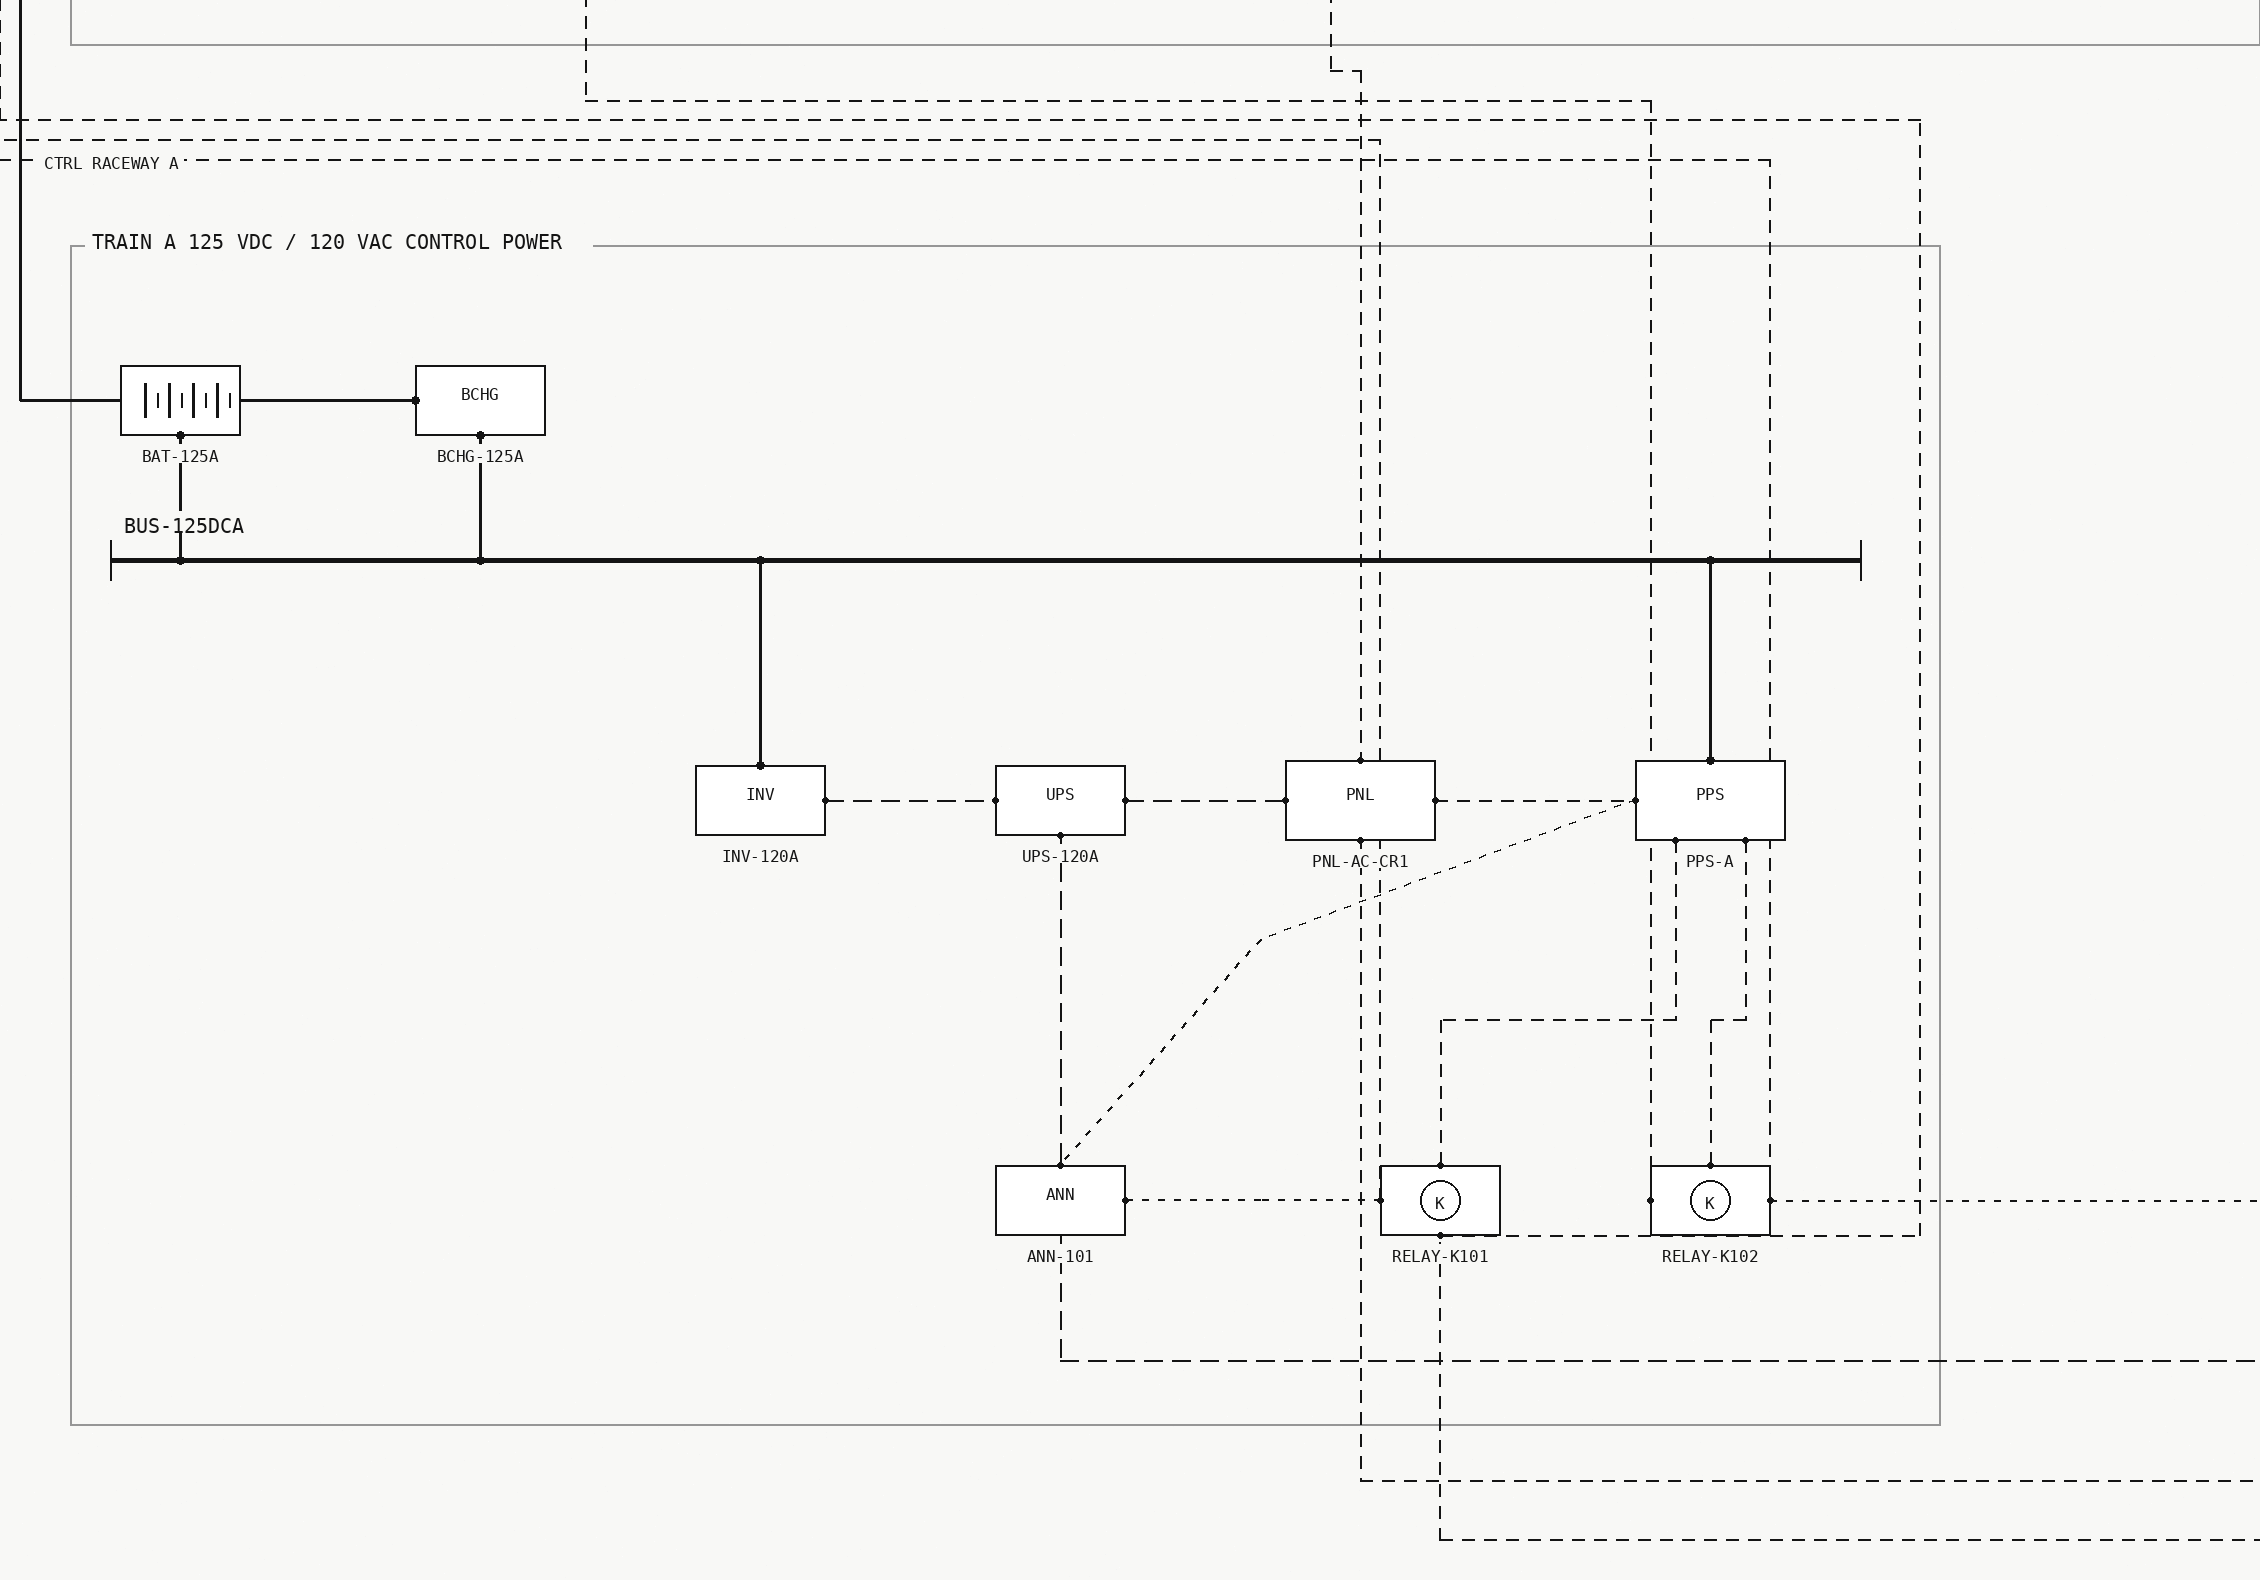 CTRL RACEWAY A
TRAIN A 125 VDC / 120 VAC CONTROL POWER
BCHG
BAT-125A
BCHG-125A
BUS-125DCA
INV
UPS
PNL
PPS
INV-120A
UPS-120A
PNL-AC-CR1
PPS-A
ANN
K
K
ANN-101
RELAY-K101
RELAY-K102